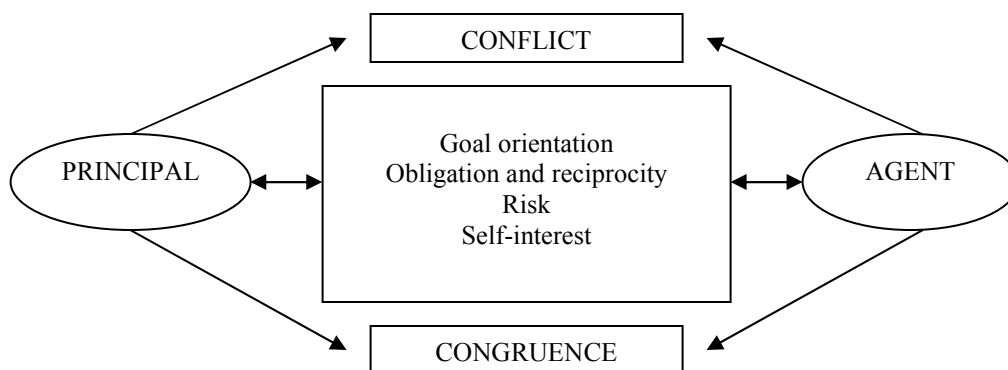 CONFLICT
PRINCIPAL
Goal orientation
Obligation and reciprocity
Risk
Self-interest
AGENT
CONGRUENCE